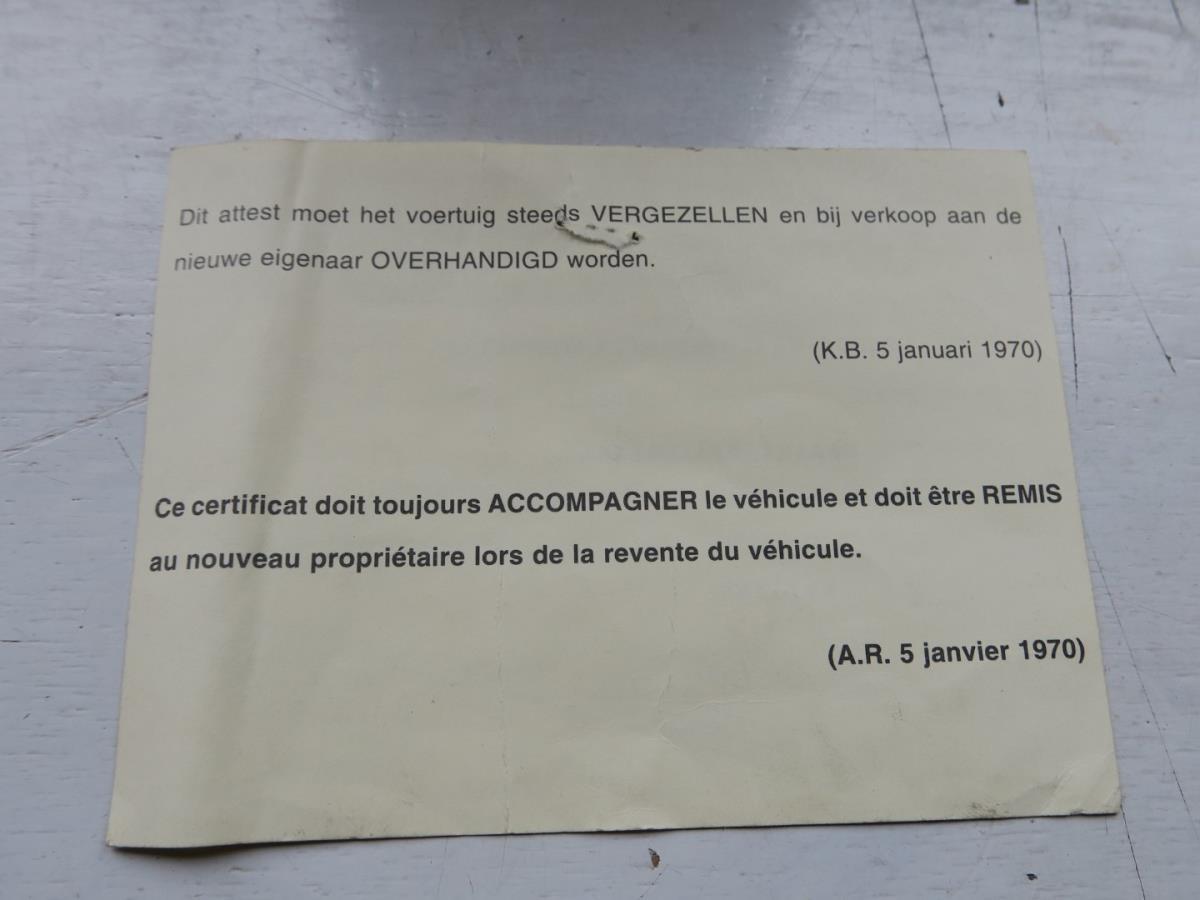 Dit attest moet het voertuig steeds VERGEZELLEN en bij verkoop aan de
nieuwe eigenaar OVERHANDIGD worden.
(K.B. 5 januari 1970)
Ce certificat doit toujours ACCOMPAGNER le véhicule et doit être REMIS
au nouveau propriétaire lors de la revente du véhicule.
(A.R. 5 janvier 1970)